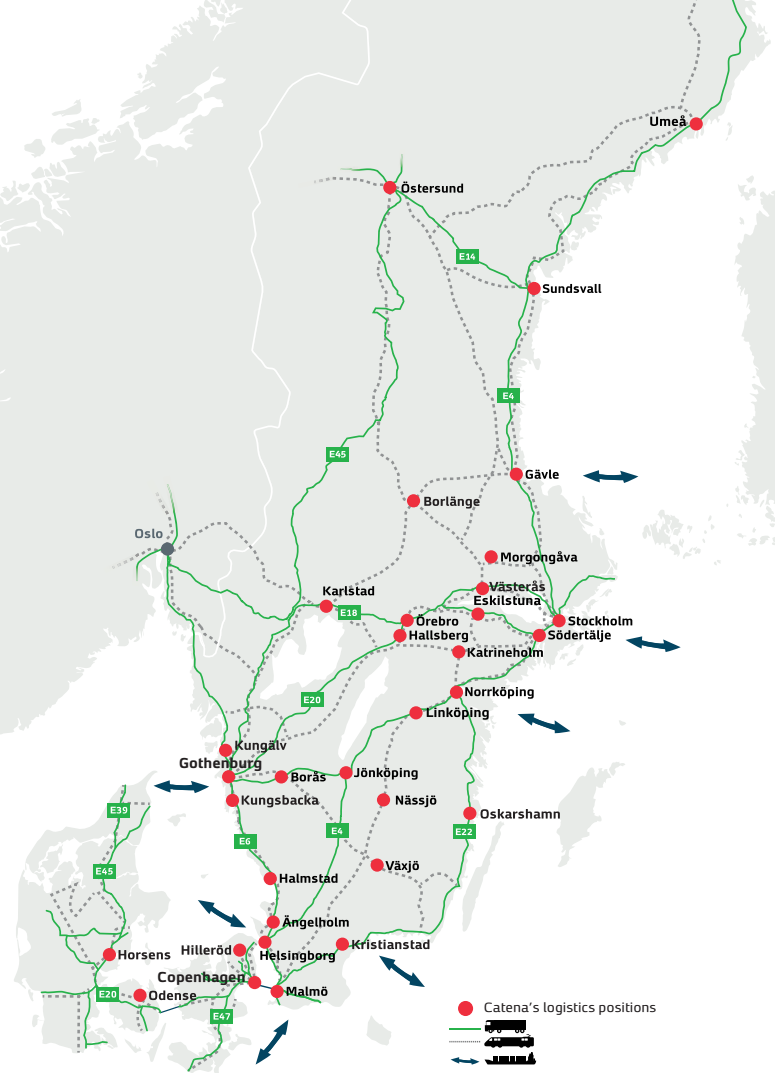 Umeå
Östersund
E14
Sundsvall
E4
E45
Gävle
Borlänge
Oslo
Morgongåva
Västerås
Karlstad
Eskilstuna
E18
Örebro
Stockholm
Hallsberg
Södertälje
Katrineholm
Norrköping
E20
Linköping
Kungälv
Gothenburg
Borås
Jönköping
Kungsbacka
Nässjö
E39
Oskarshamn
E4
E22
E6
E45
Växjö
Halmstad
Ängelholm
Kristianstad
Hilleröd
Horsens
Helsingborg
Copenhagen
Malmö
E20
Odense
E47
Catena's logistics positions